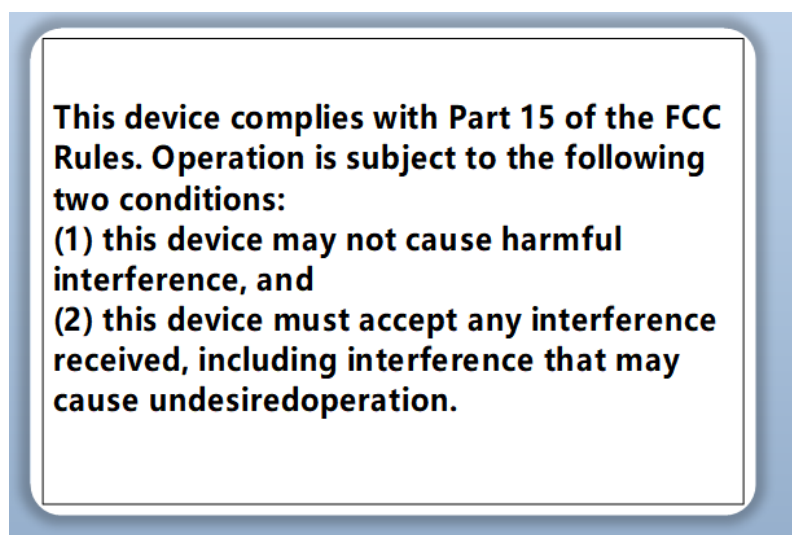 This device complies with Part 15 of the FCC
Rules. Operation is subject to the following
two conditions:
(1) this device may not cause harmful
interference, and
(2) this device must accept any interference
received, including interference that may
cause undesiredoperation.